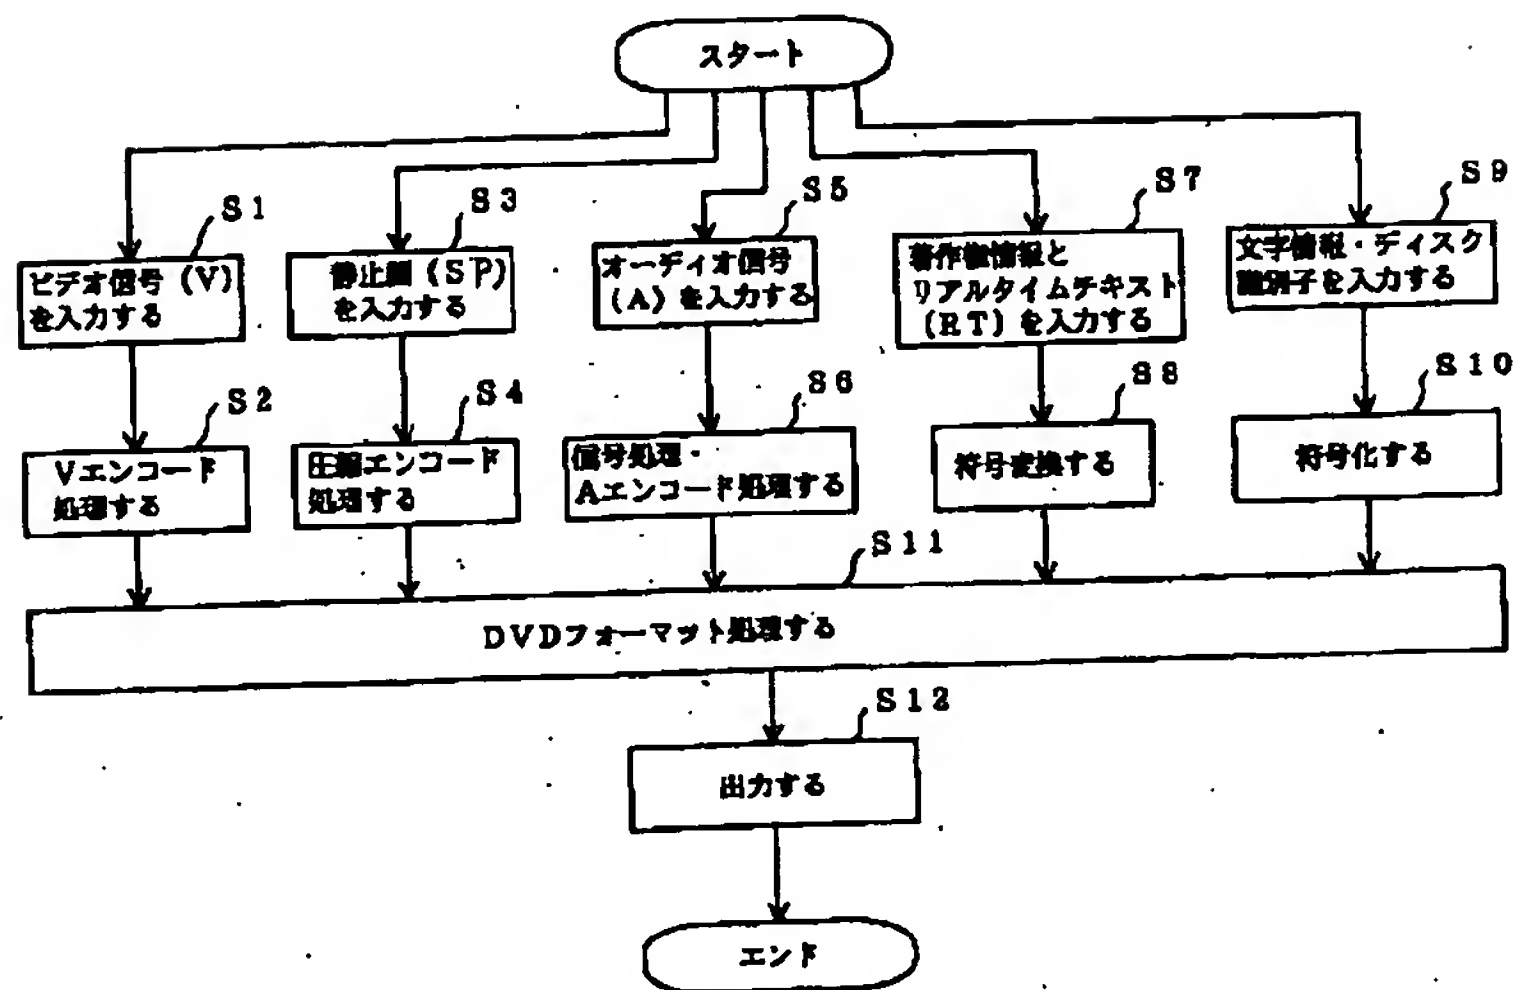 スタート
S1
ビデオ信号（V）
を入力する
S3
静止画（SP）
を入力する
S5
オーディオ信号
（A）を入力する
S7
著作権情報と
リアルタイムテキスト
（RT）を入力する
S9
文字情報・ディスク
識別子を入力する
S2
Vエンコード
処理する
S4
圧縮エンコード
処理する
S6
信号処理・
Aエンコード処理する
S8
符号変換する
S10
符号化する
S11
DVDフォーマット処理する
S12
出力する
エンド